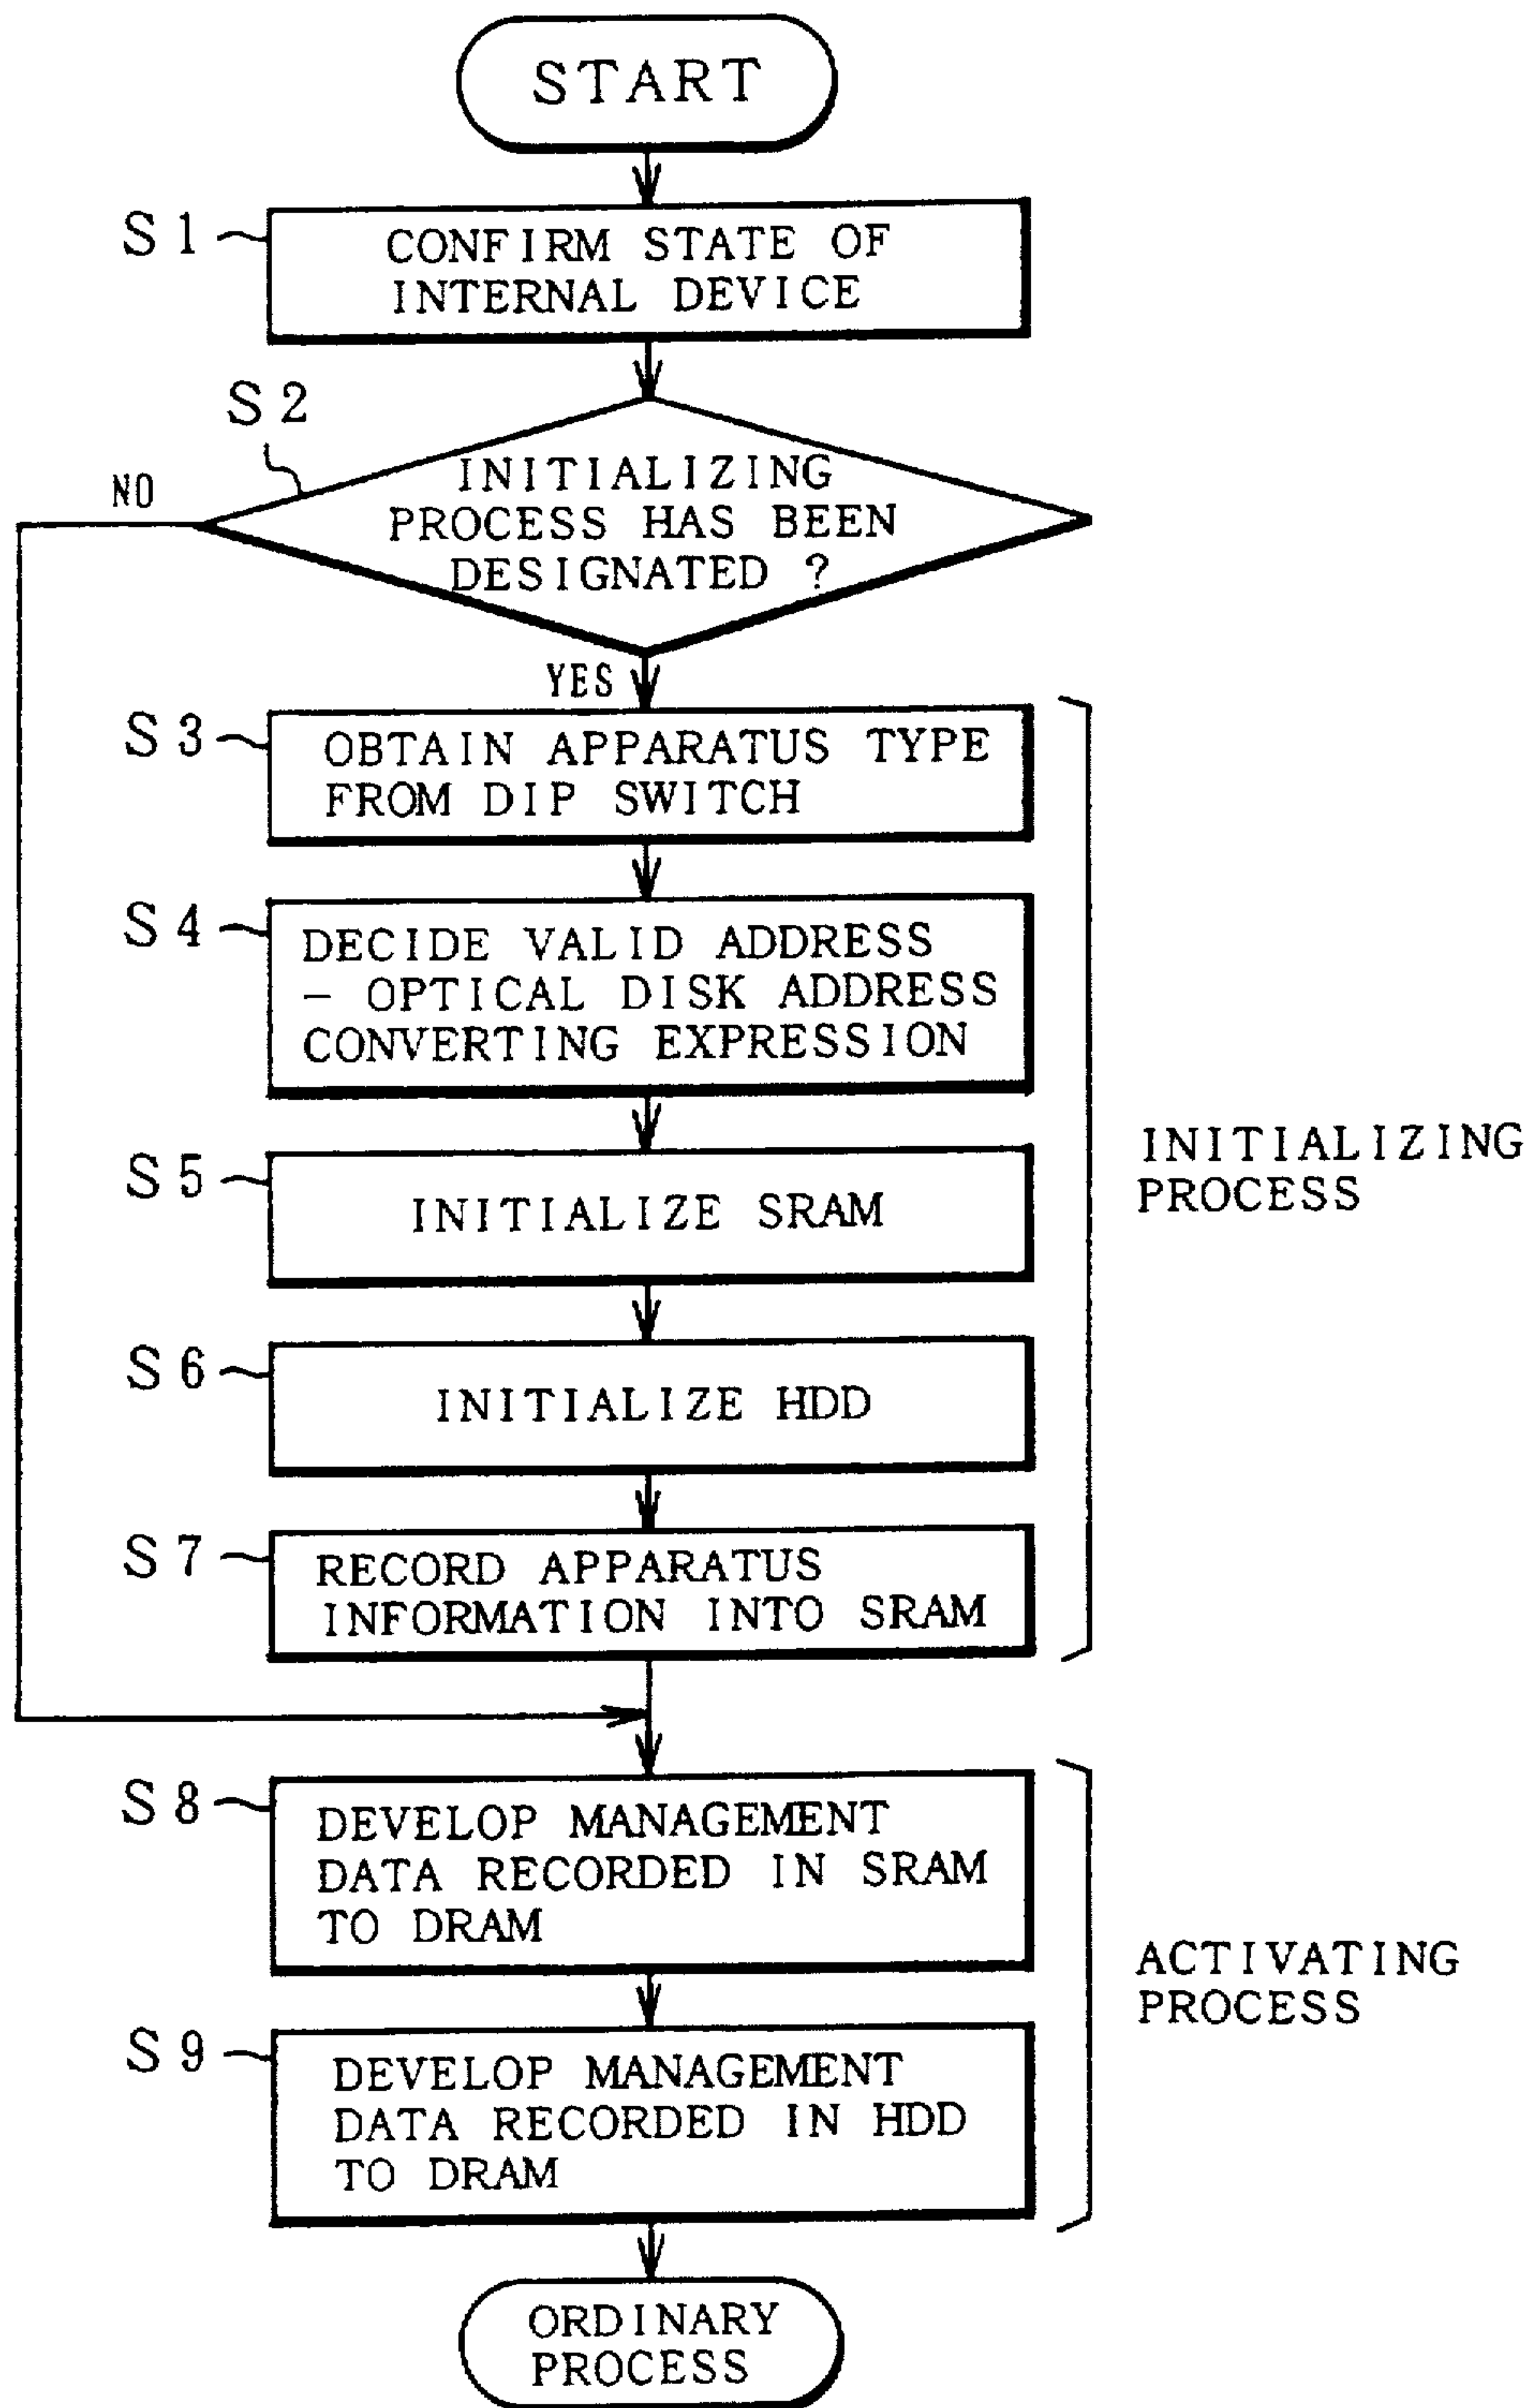 START
S1
CONFIRM STATE OF
INTERNAL DEVICE
S2
NO
INITIALIZING
PROCESS HAS BEEN
DESIGNATED ?
YES
S3
OBTAIN APPARATUS TYPE
FROM DIP SWITCH
S4
DECIDE VALID ADDRESS
- OPTICAL DISK ADDRESS
CONVERTING EXPRESSION
S5
INITIALIZE SRAM
INITIALIZING
PROCESS
S6
INITIALIZE HDD
S7
RECORD APPARATUS
INFORMATION INTO SRAM
S8
DEVELOP MANAGEMENT
DATA RECORDED IN SRAM
TO DRAM
ACTIVATING
PROCESS
S9
DEVELOP MANAGEMENT
DATA RECORDED IN HDD
TO DRAM
ORDINARY
PROCESS